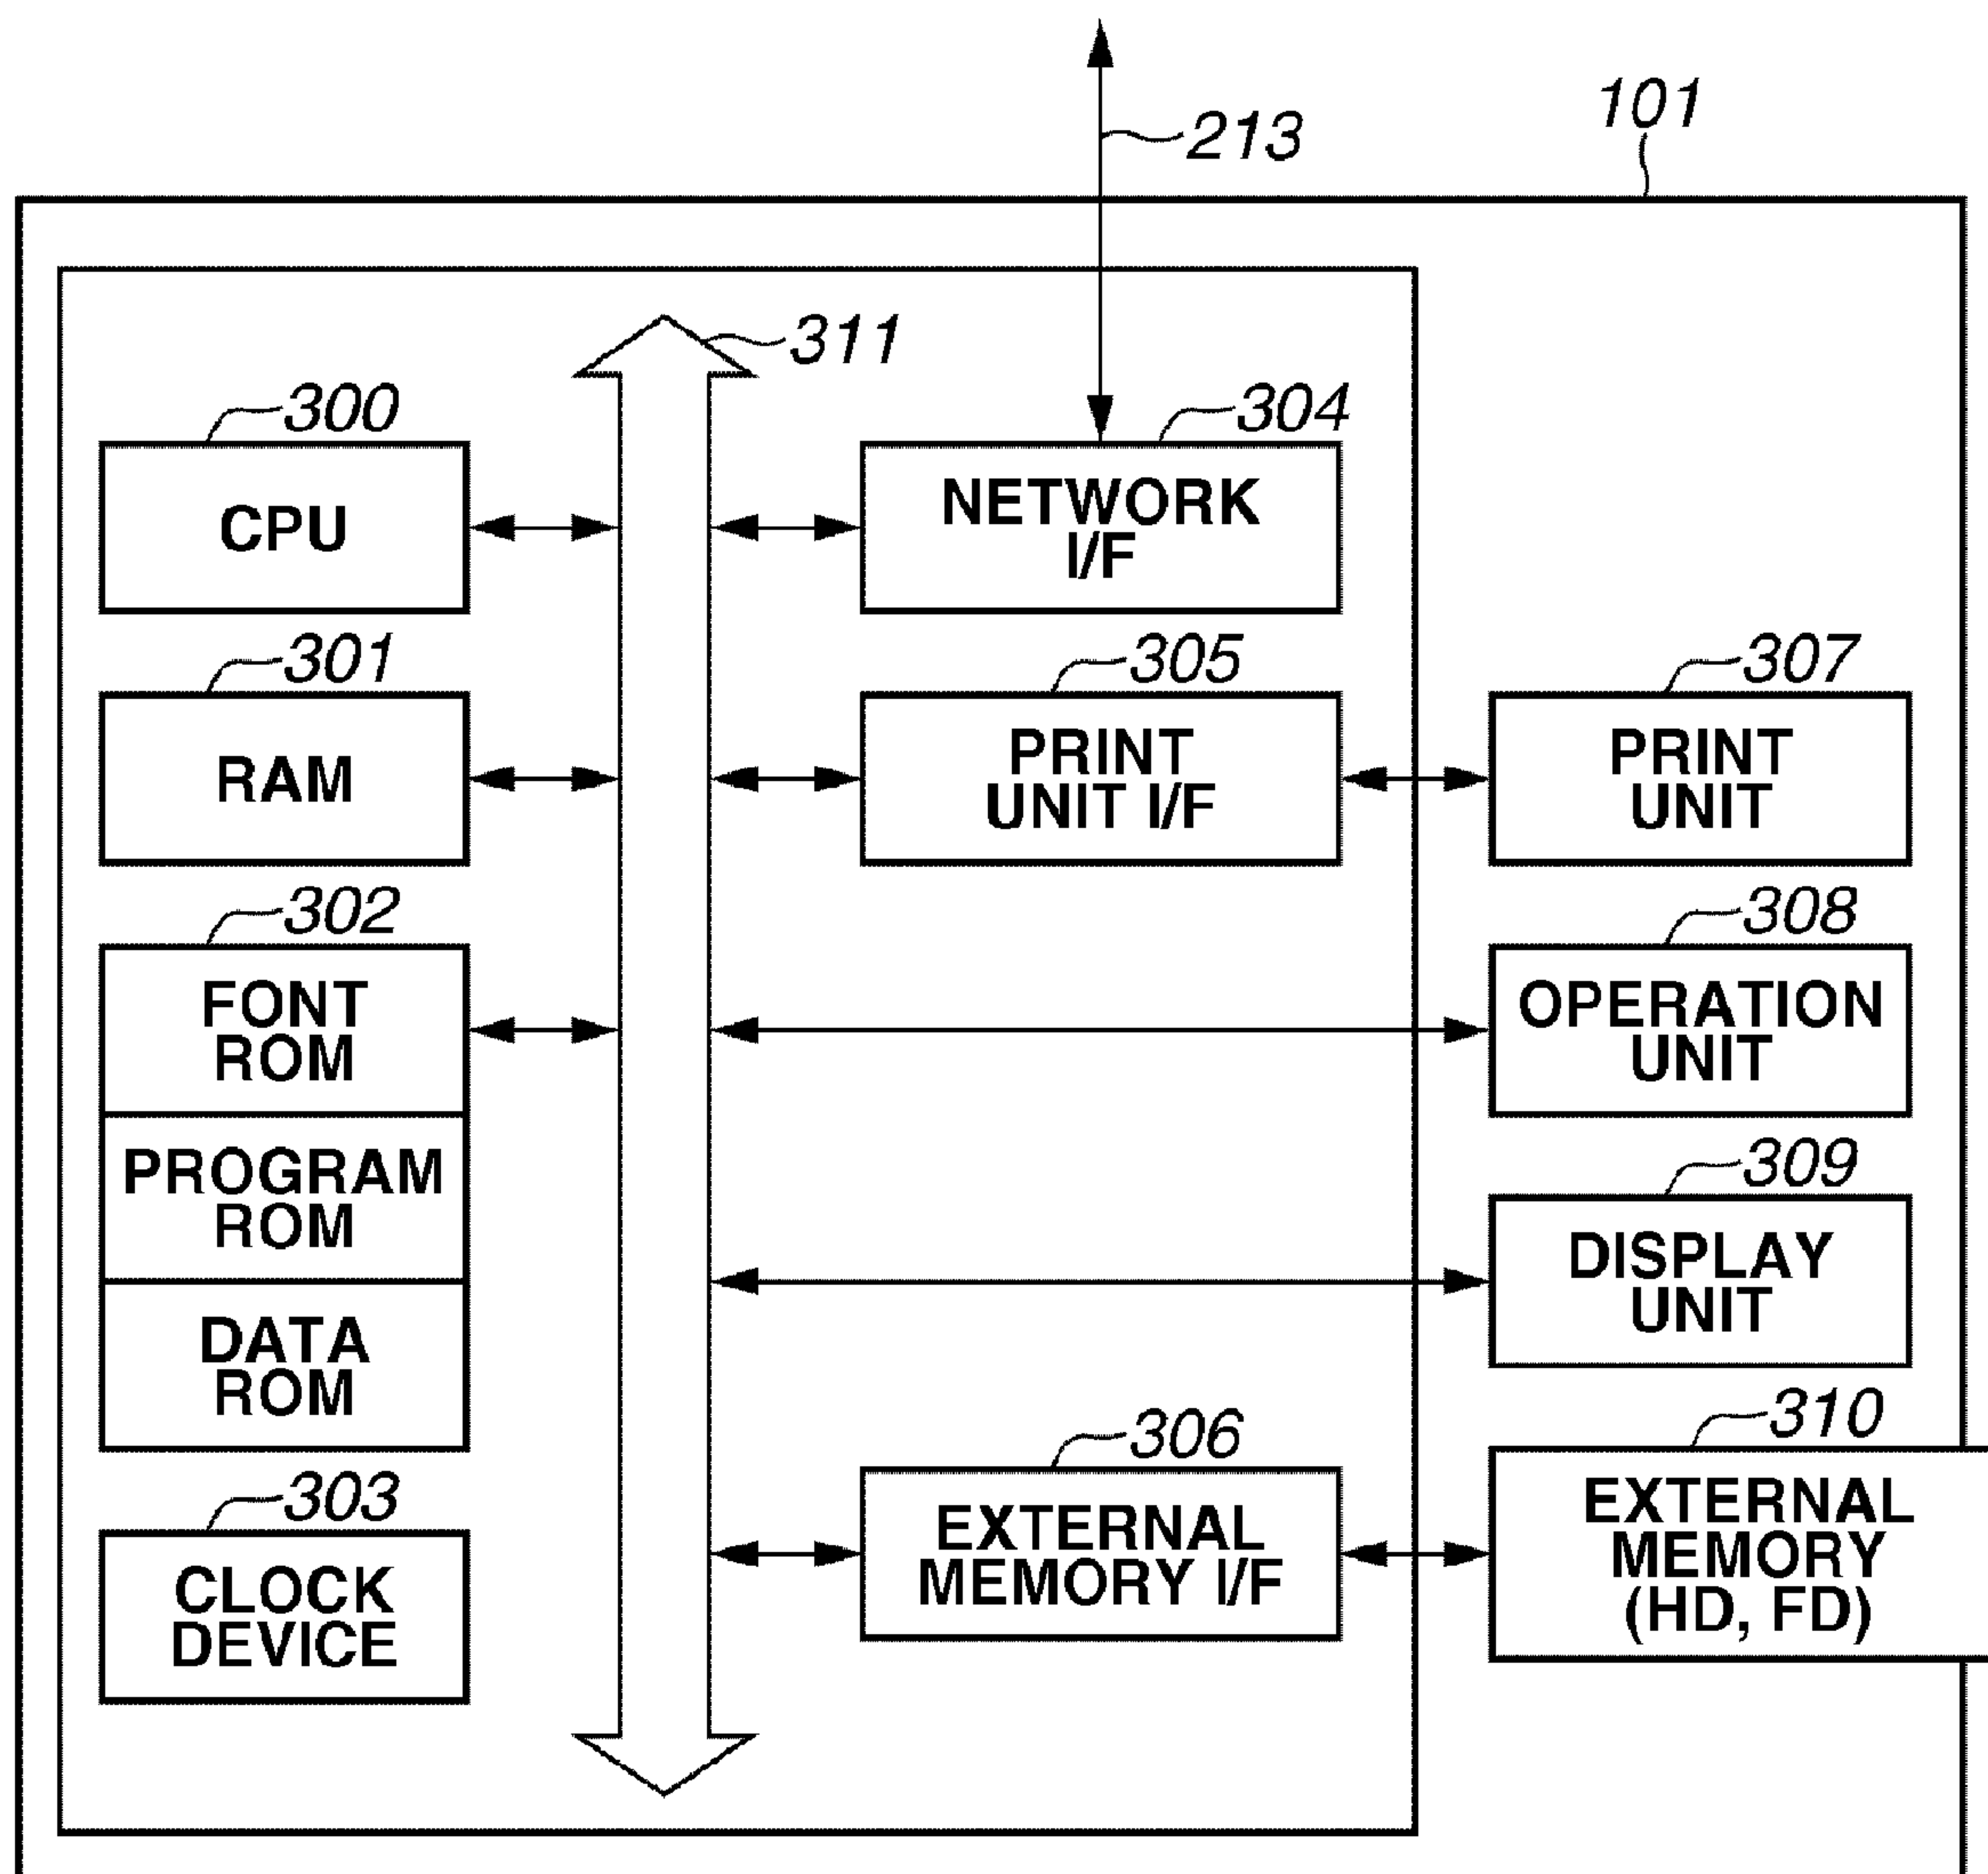 213
101
311
300
CPU
304
NETWORK
I/F
301
RAM
305
PRINT
UNIT I/F
307
PRINT
UNIT
302
FONT
ROM
PROGRAM
ROM
DATA
ROM
308
OPERATION
UNIT
309
DISPLAY
UNIT
303
CLOCK
DEVICE
306
EXTERNAL
MEMORY I/F
310
EXTERNAL
MEMORY
(HD, FD)